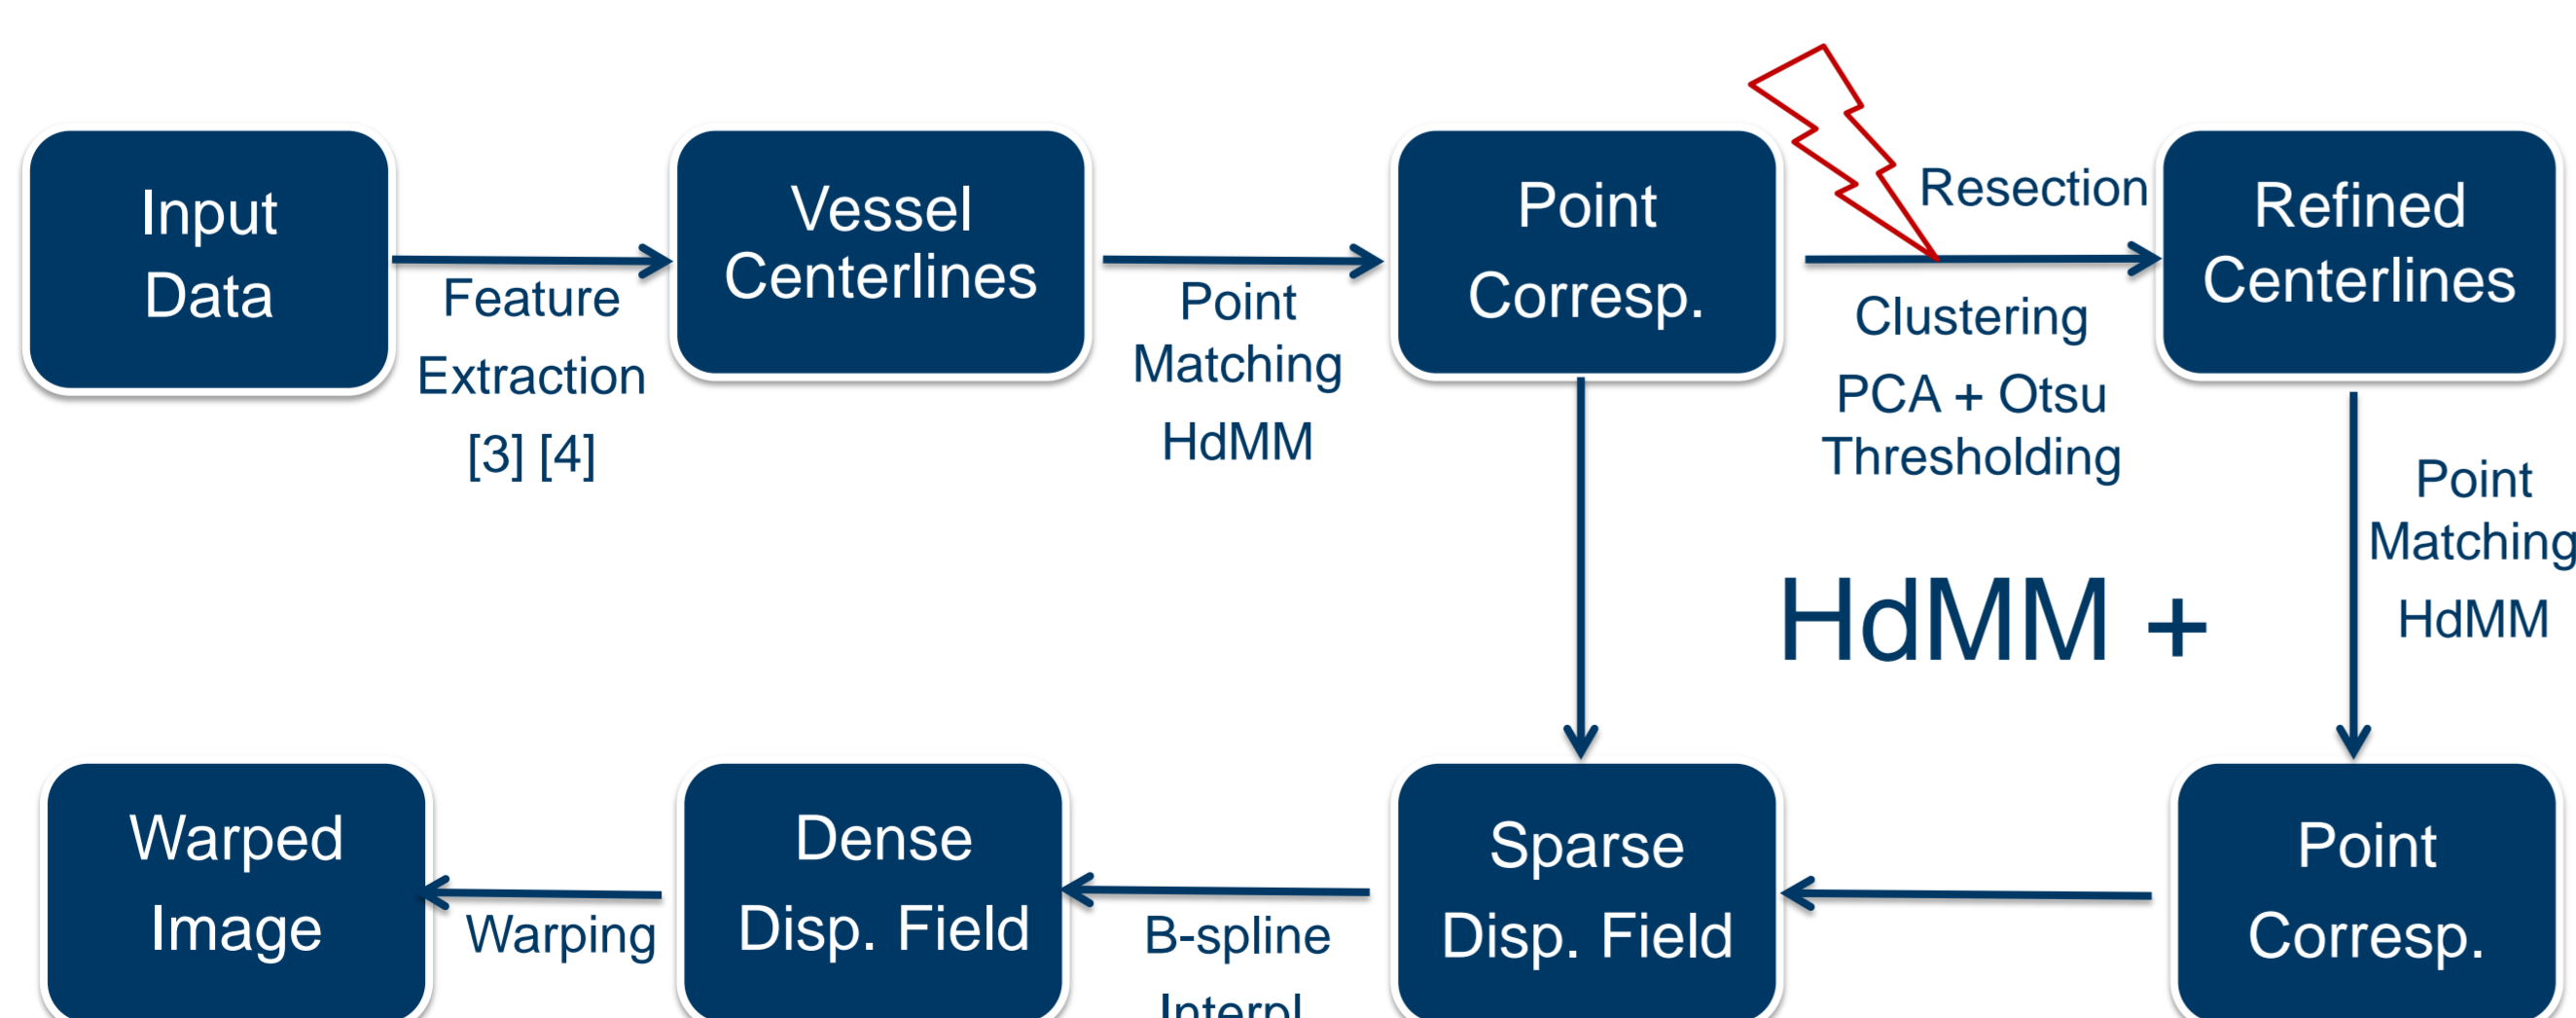 Input
Data
Feature
Extraction
[3] [4]
Vessel
Centerlines
Point
Matching
HdMM
Point
Corresp.
Resection
Clustering
PCA + Otsu
Thresholding
Refined
Centerlines
Point
Matching
HdMM
HdMM +
Warped
Image
Warping
Dense
Disp. Field
B-spline
Interpl
Sparse
Disp. Field
Point
Corresp.